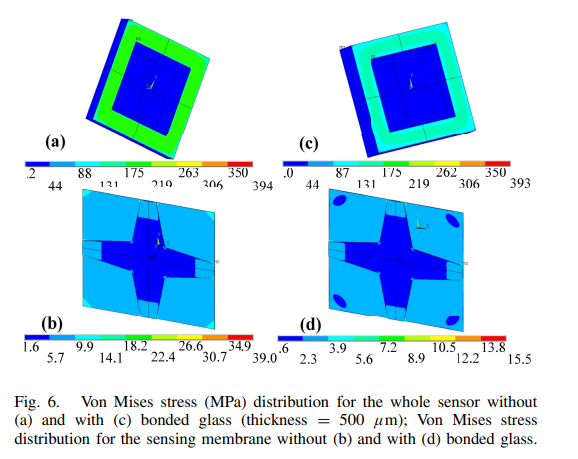 (a)
(c)
.2 88 175 263 350
44 131 219 306 394
.0 87 175 262 350
44 131 219 306 393
(b)
(d)
1.6 9.9 18.2 26.6 34.9
5.7 14.1 22.4 30.7 39.0
.6 3.9 7.2 10.5 13.8
2.3 5.6 8.9 12.2 15.5
Fig. 6. Von Mises stress (MPa) distribution for the whole sensor without
(a) and with (c) bonded glass (thickness = 500 μm); Von Mises stress
distribution for the sensing membrane without (b) and with (d) bonded glass.